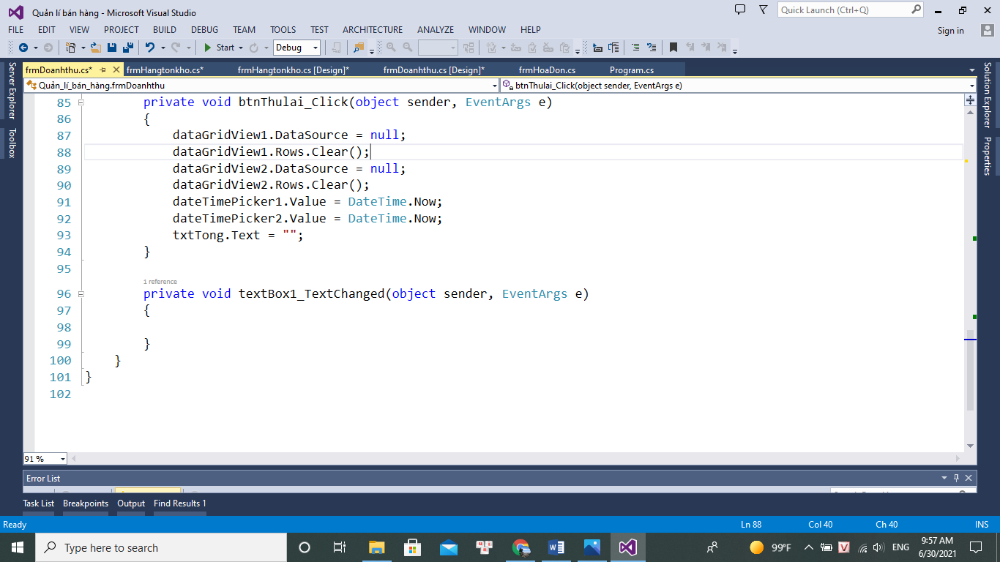 Quản lí bán hàng - Microsoft Visual Studio
Quick Launch (Ctrl+Q)
FILE EDIT VIEW PROJECT BUILD DEBUG TEAM TOOLS TEST ARCHITECTURE ANALYZE WINDOW HELP
Sign in
Start Debug
Server Explorer
Toolbox
frmDoanhthu.cs* frmHangtonkho.cs* frmHangtonkho.cs [Design]* frmDoanhthu.cs [Design]* frmHoaDon.cs Program.cs
Quản_lí_bán_hàng.frmDoanhthu btnThulai_Click(object sender, EventArgs e)
85 private void btnThulai_Click(object sender, EventArgs e)
86 {
87 dataGridView1.DataSource = null;
88 dataGridView1.Rows.Clear();
89 dataGridView2.DataSource = null;
90 dataGridView2.Rows.Clear();
91 dateTimePicker1.Value = DateTime.Now;
92 dateTimePicker2.Value = DateTime.Now;
93 txtTong.Text = "";
94 }
95
1 reference
96 private void textBox1_TextChanged(object sender, EventArgs e)
97 {
98
99 }
100 }
101 }
102
Solution Explorer
Properties
91 %
Error List
Task List Breakpoints Output Find Results 1
Ready Ln 88 Col 40 Ch 40 INS
Type here to search
99°F ENG
9:57 AM
6/30/2021